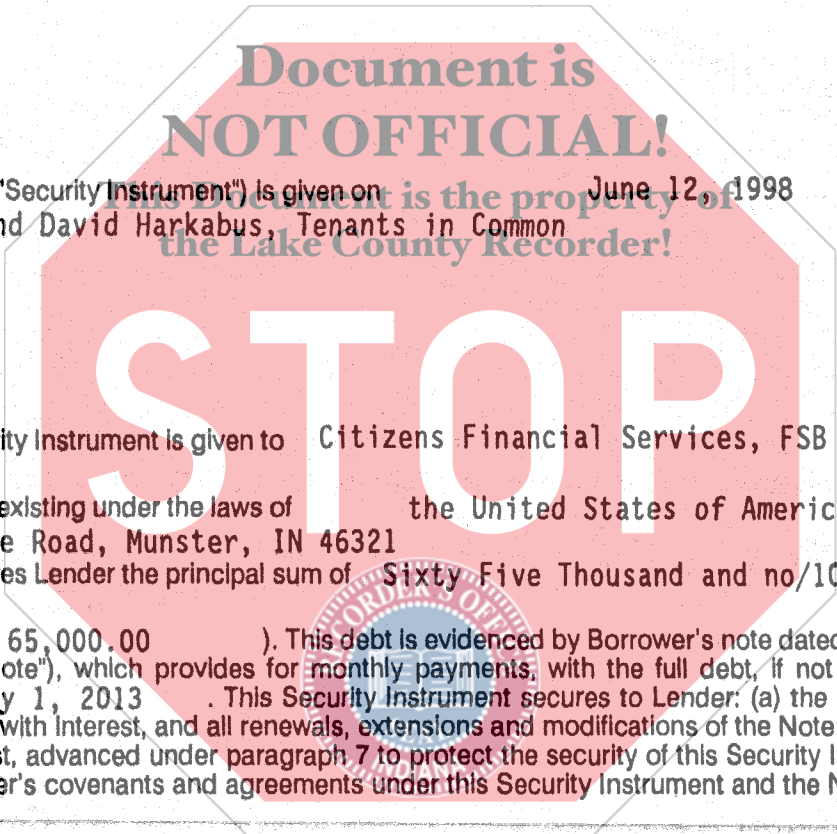 Document is
NOT OFFICIAL!
"Security Instrument") is given on June 12, 1998
This Document is the property of
nd David Harkabus, Tenants in Common
the Lake County Recorder!
STOP
ity Instrument is given to Citizens Financial Services, FSB
existing under the laws of the United States of Americ
e Road, Munster, IN 46321
es Lender the principal sum of Sixty Five Thousand and no/10
RECORDER'S OFFICE
65,000.00 ). This debt is evidenced by Borrower's note dated
ote"), which provides for monthly payments, with the full debt, if not
y 1, 2013 . This Security Instrument secures to Lender: (a) the
with interest, and all renewals, extensions and modifications of the Note
st, advanced under paragraph 7 to protect the security of this Security I
INDIANA
er's covenants and agreements under this Security Instrument and the N